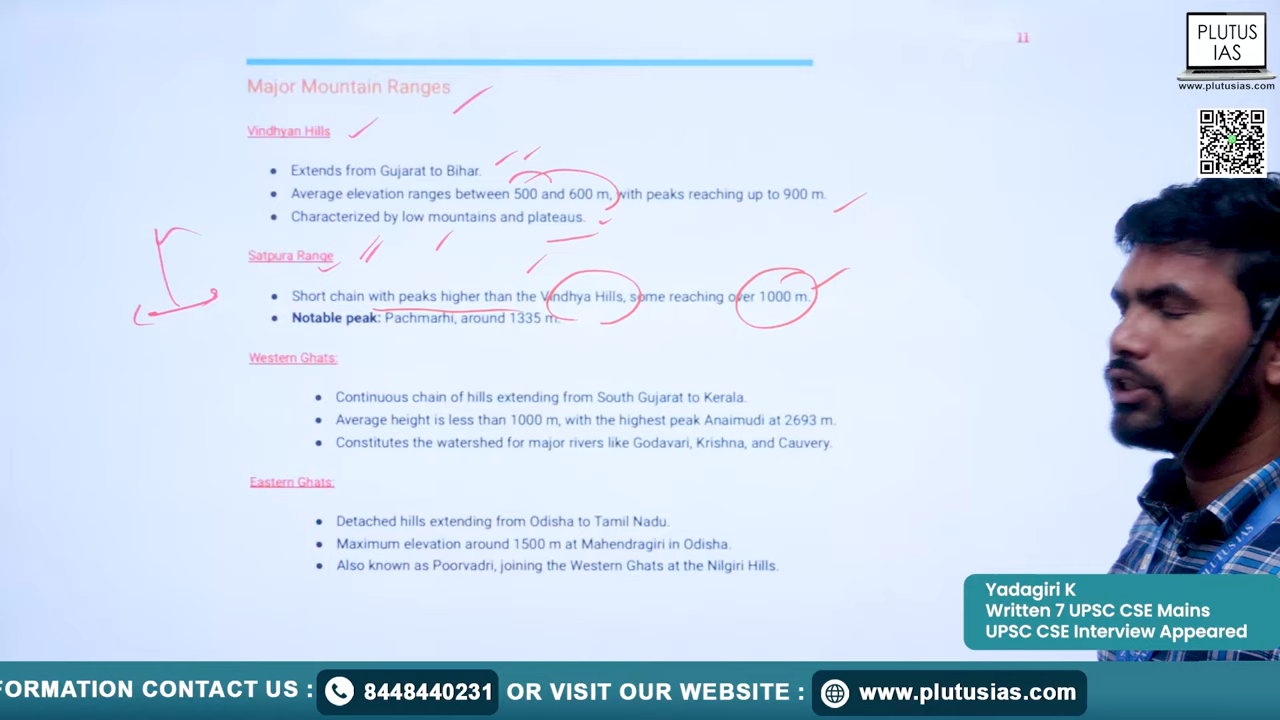 11
PLUTUS
IAS
www.plutusias.com
Major Mountain Ranges
Vindhyan Hills
• Extends from Gujarat to Bihar.
• Average elevation ranges between 500 and 600 m, with peaks reaching up to 900 m.
• Characterized by low mountains and plateaus.
Satpura Range
• Short chain with peaks higher than the Vindhya Hills, some reaching over 1000 m.
• Notable peak: Pachmarhi, around 1335 m.
Western Ghats:
• Continuous chain of hills extending from South Gujarat to Kerala.
• Average height is less than 1000 m, with the highest peak Anaimudi at 2693 m.
• Constitutes the watershed for major rivers like Godavari, Krishna, and Cauvery.
Eastern Ghats:
• Detached hills extending from Odisha to Tamil Nadu.
• Maximum elevation around 1500 m at Mahendragiri in Odisha.
• Also known as Poorvadri, joining the Western Ghats at the Nilgiri Hills.
PLUTUS IAS
Yadagiri K
Written 7 UPSC CSE Mains
UPSC CSE Interview Appeared
FORMATION CONTACT US : 8448440231 OR VISIT OUR WEBSITE : www.plutusias.com